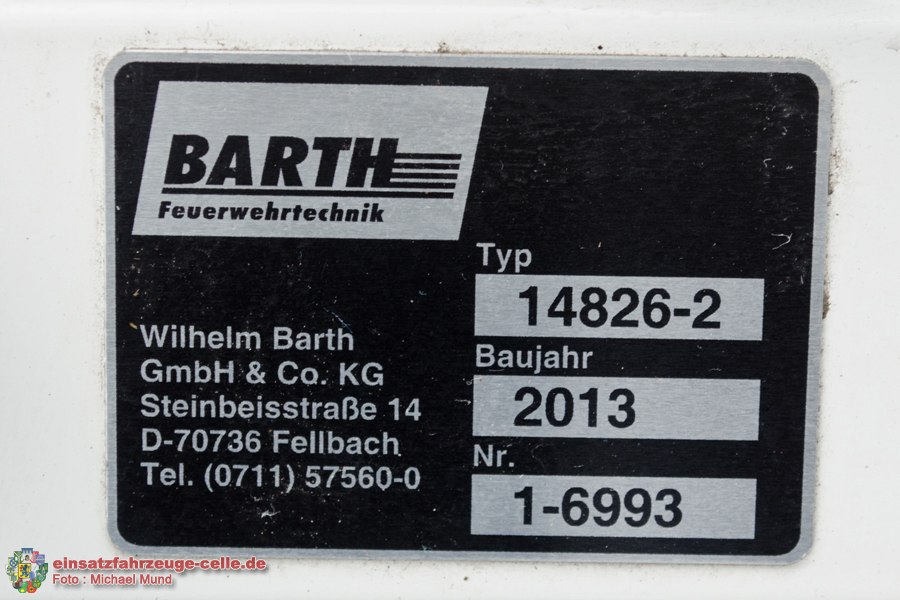 BARTH
Feuerwehrtechnik
Wilhelm Barth
GmbH & Co. KG
Steinbeisstraße 14
D-70736 Fellbach
Tel. (0711) 57560-0
Typ
14826-2
Baujahr
2013
Nr.
1-6993
einsatzfahrzeuge-celle.de
Foto : Michael Mund